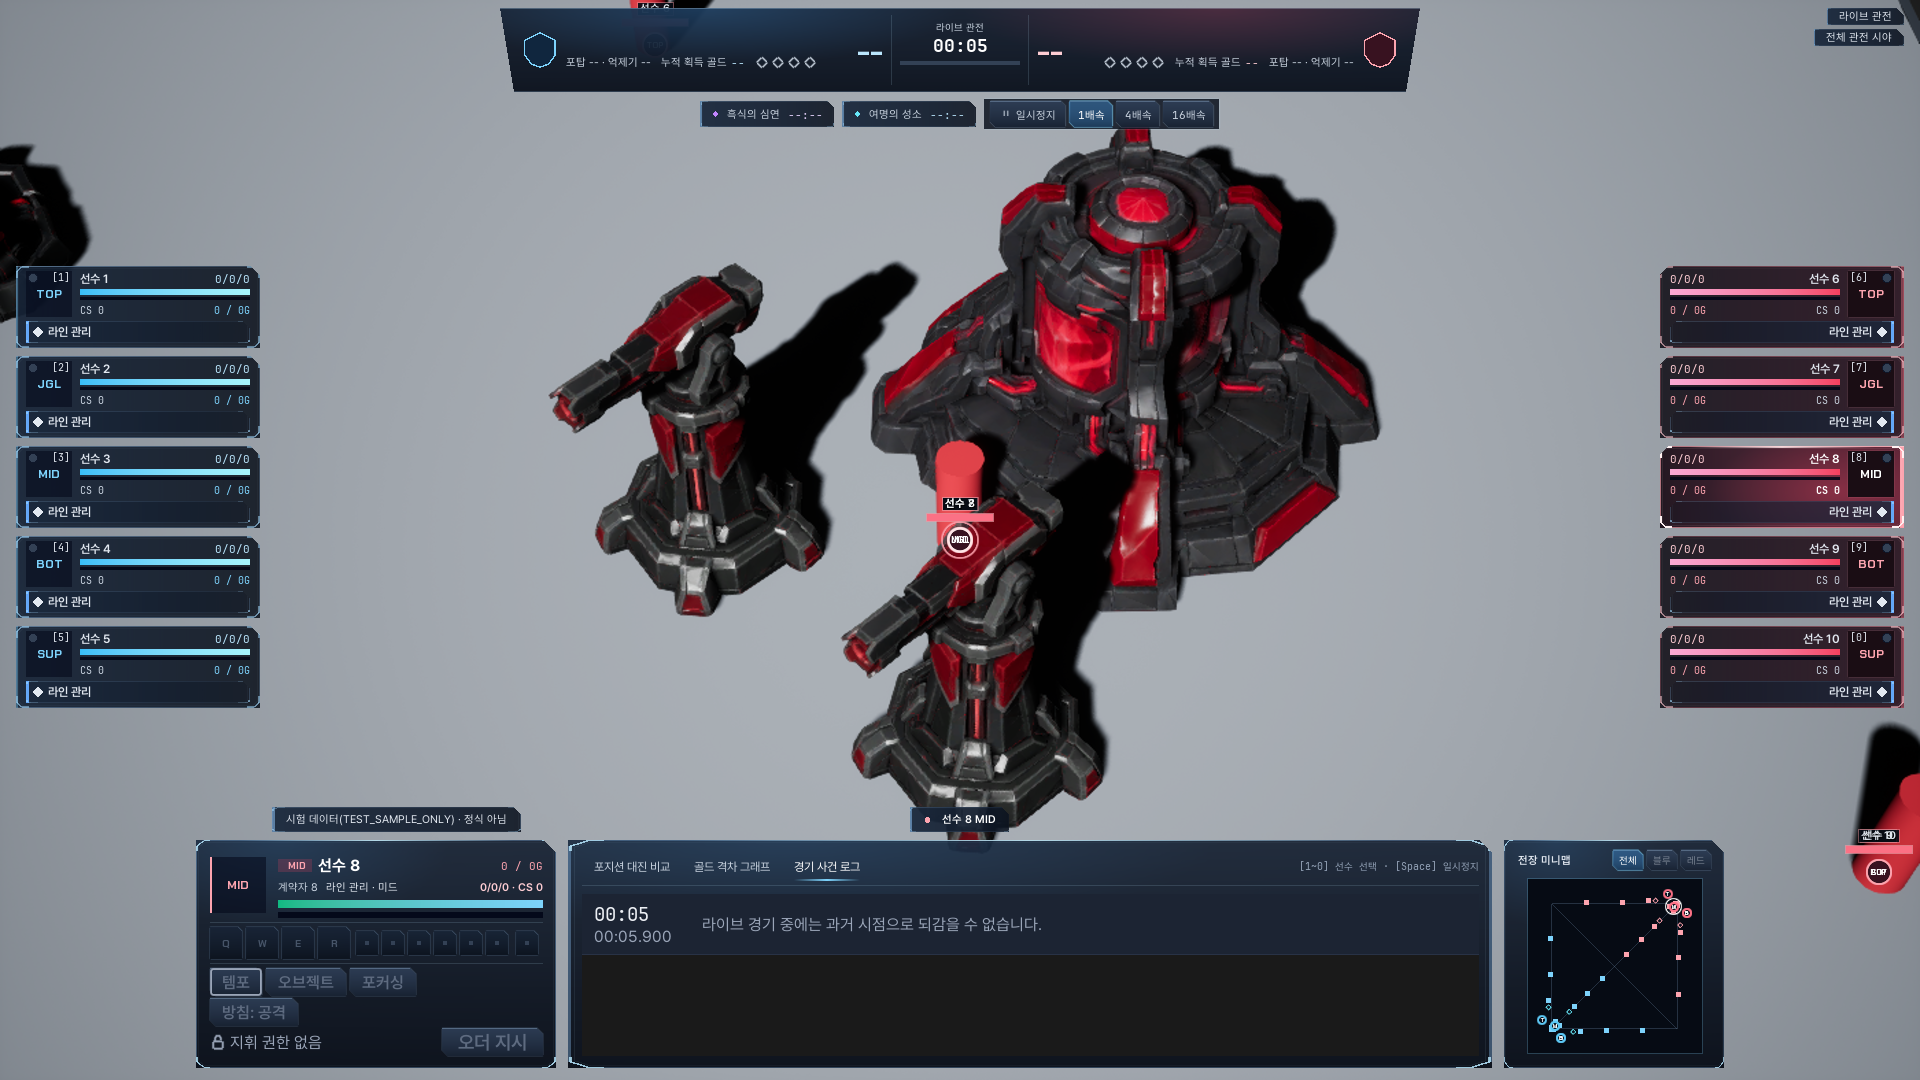 선수 6
라이브 관전
00:05
포탑 -- · 억제기 --
누적 획득 골드 --
--
--
누적 획득 골드 --
포탑 -- · 억제기 --
라이브 관전
전체 관전 시야
흑식의 심연 --:--
여명의 성소 --:--
일시정지
1배속
4배속
16배속
[1] 선수 1 0/0/0
TOP
CS 0 0 / 0G
라인 관리
[2] 선수 2 0/0/0
JGL
CS 0 0 / 0G
라인 관리
[3] 선수 3 0/0/0
MID
CS 0 0 / 0G
라인 관리
[4] 선수 4 0/0/0
BOT
CS 0 0 / 0G
라인 관리
[5] 선수 5 0/0/0
SUP
CS 0 0 / 0G
라인 관리
0/0/0 선수 6 [6]
TOP
0 / 0G CS 0
라인 관리
0/0/0 선수 7 [7]
JGL
0 / 0G CS 0
라인 관리
0/0/0 선수 8 [8]
MID
0 / 0G CS 0
라인 관리
0/0/0 선수 9 [9]
BOT
0 / 0G CS 0
라인 관리
0/0/0 선수 10 [0]
SUP
0 / 0G CS 0
라인 관리
선수 8
시험 데이터(TEST_SAMPLE_ONLY) · 정식 아님
선수 8 MID
MID
MID 선수 8 0 / 0G
계약자 8 라인 관리 · 미드 0/0/0 · CS 0
Q W E R
템포
오브젝트
포커싱
방침: 공격
지휘 권한 없음
오더 지시
포지션 대진 비교
골드 격차 그래프
경기 사건 로그
[1~0] 선수 선택 · [Space] 일시정지
00:05
00:05.900
라이브 경기 중에는 과거 시점으로 되감을 수 없습니다.
전장 미니맵
전체
블루
레드